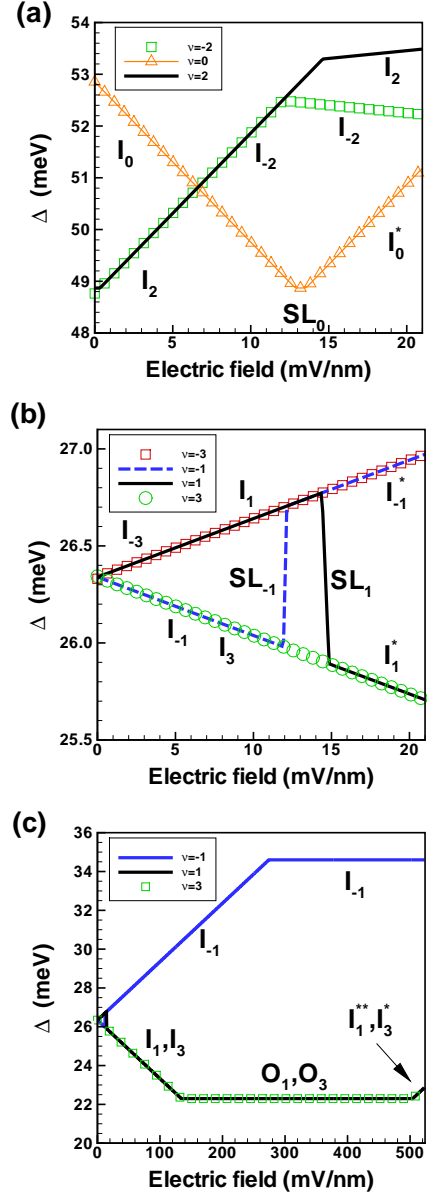 (a)
ν=-2
ν=0
ν=2
54
53
52
51
50
49
48
Δ (meV)
I0
I2
I-2
I2
I-2
I0*
SL0
0 5 10 15 20
Electric field (mV/nm)
(b)
ν=-3
ν=-1
ν=1
ν=3
27.0
26.5
26.0
25.5
Δ (meV)
I-3
I1
I-1*
SL-1
SL1
I-1
I3
I1*
0 5 10 15 20
Electric field (mV/nm)
(c)
ν=-1
ν=1
ν=3
36
34
32
30
28
26
24
22
20
Δ (meV)
I-1
I-1
I1,I3
O1,O3
I1**,I3*
0 100 200 300 400 500
Electric field (mV/nm)